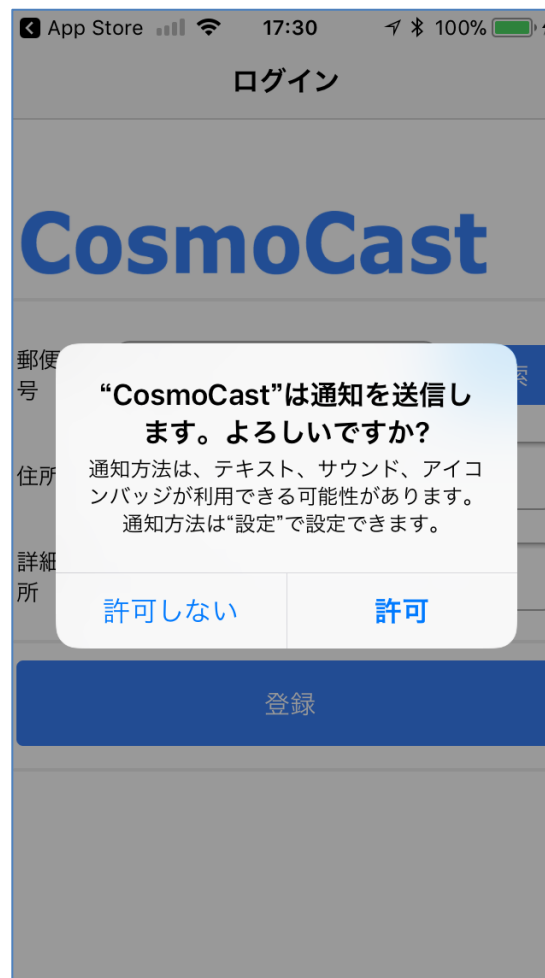 App Store
17:30
100%
ログイン
CosmoCast
郵便
号
索
“CosmoCast”は通知を送信し
ます。よろしいですか?
通知方法は、テキスト、サウンド、アイコ
ンバッジが利用できる可能性があります。
通知方法は“設定”で設定できます。
住所
詳細
所
許可しない
許可
登録